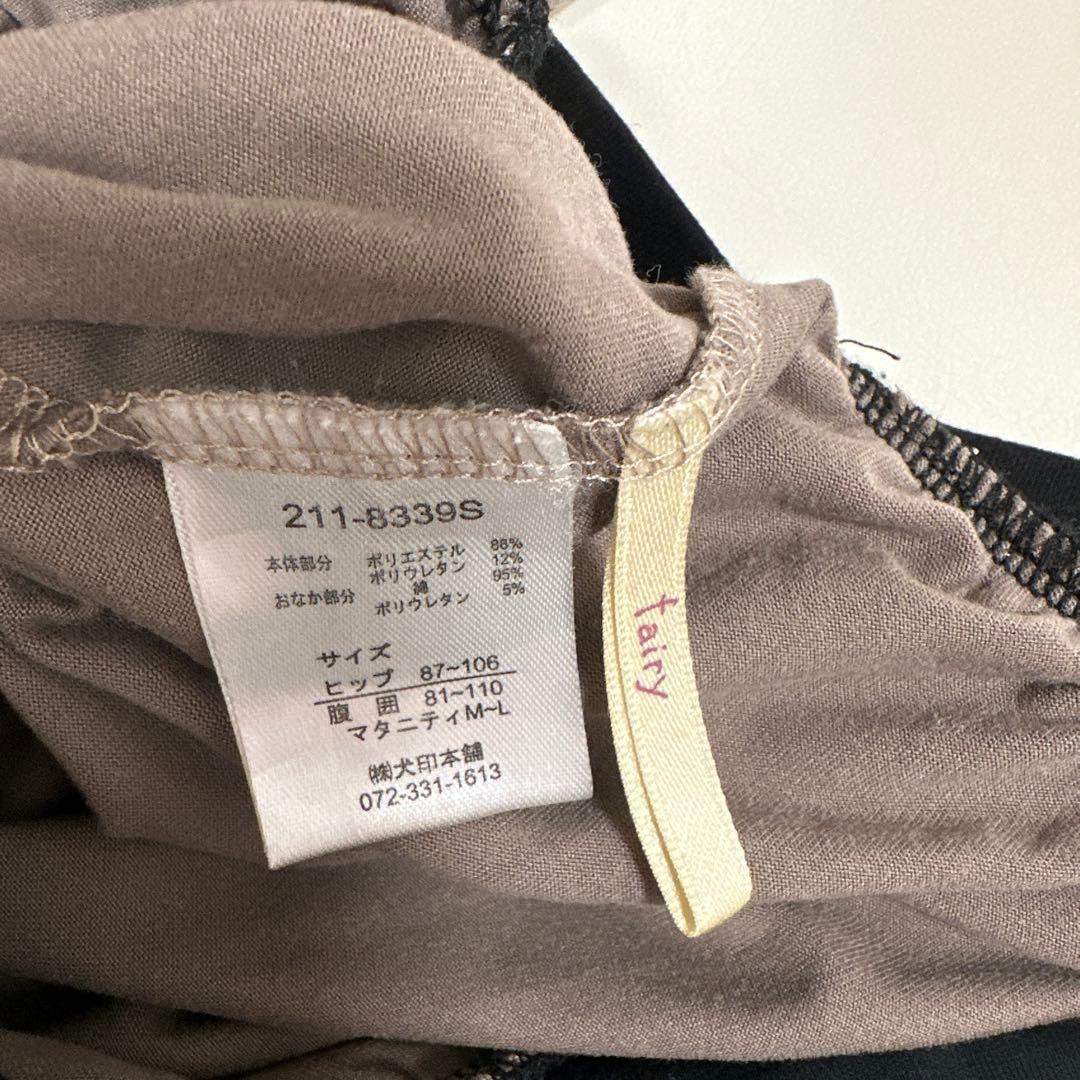 211-8339S
本体部分 ポリエステル 88%
ポリウレタン 12%
おなか部分 綿 95%
ポリウレタン 5%
サイズ
ヒップ 87~106
腹囲 81~110
マタニティM~L
㈱犬印本舗
072-331-1613
tairy